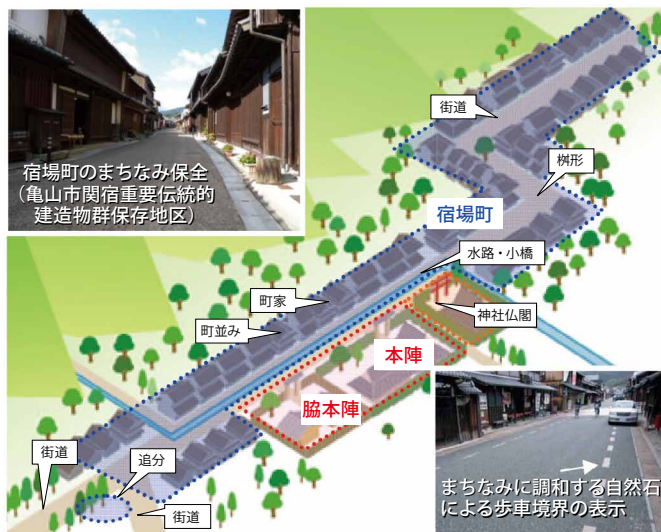 宿場町のまちなみ保全
（亀山市関宿重要伝統的
建造物群保存地区）
街道
桝形
宿場町
水路・小橋
町家
神社仏閣
町並み
本陣
脇本陣
追分
街道
街道
まちなみに調和する自然石
による歩車境界の表示